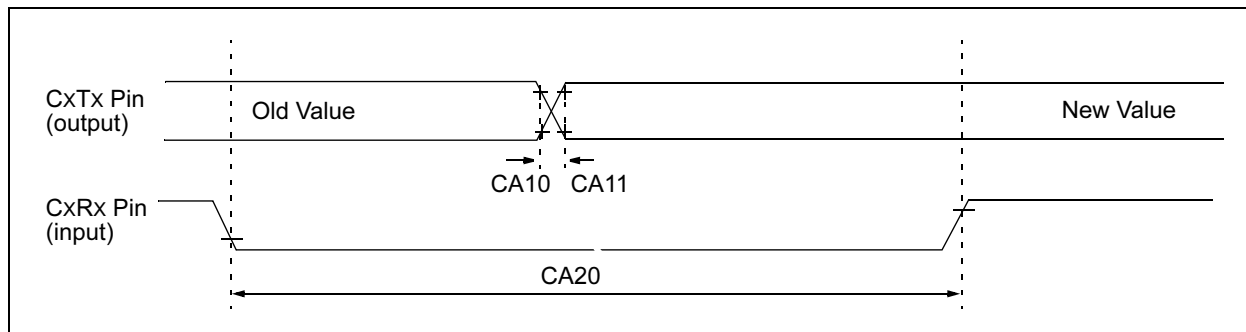 CxTx Pin
(output)
Old Value
New Value
CA10 CA11
CxRx Pin
(input)
CA20